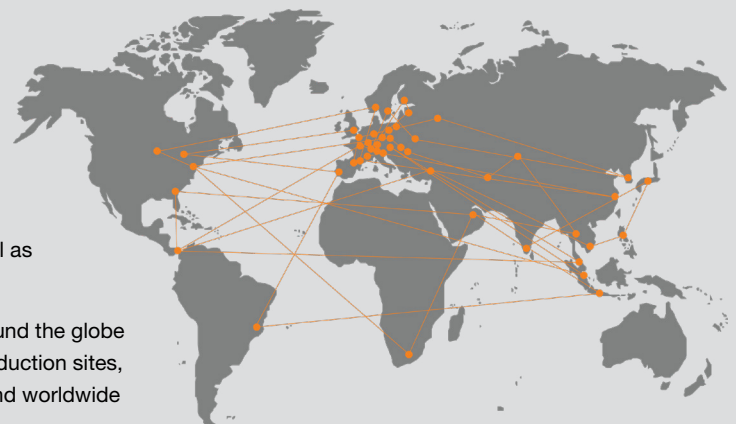 as
und the globe
duction sites,
nd worldwide